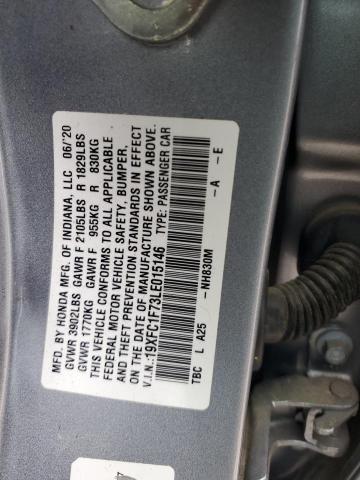 MFD. BY HONDA MFG. OF INDIANA, LLC 06/20
GVWR 3902LBS GAWR F 2105LBS R 1829LBS
GVWR 1770KG GAWR F 955KG R 830KG
THIS VEHICLE CONFORMS TO ALL APPLICABLE
FEDERAL MOTOR VEHICLE SAFETY, BUMPER,
AND THEFT PREVENTION STANDARDS IN EFFECT
ON THE DATE OF MANUFACTURE SHOWN ABOVE.
V.I.N.:19XFC1F73LE015146 TYPE: PASSENGER CAR
-NH830M -A -E
TBC L A25